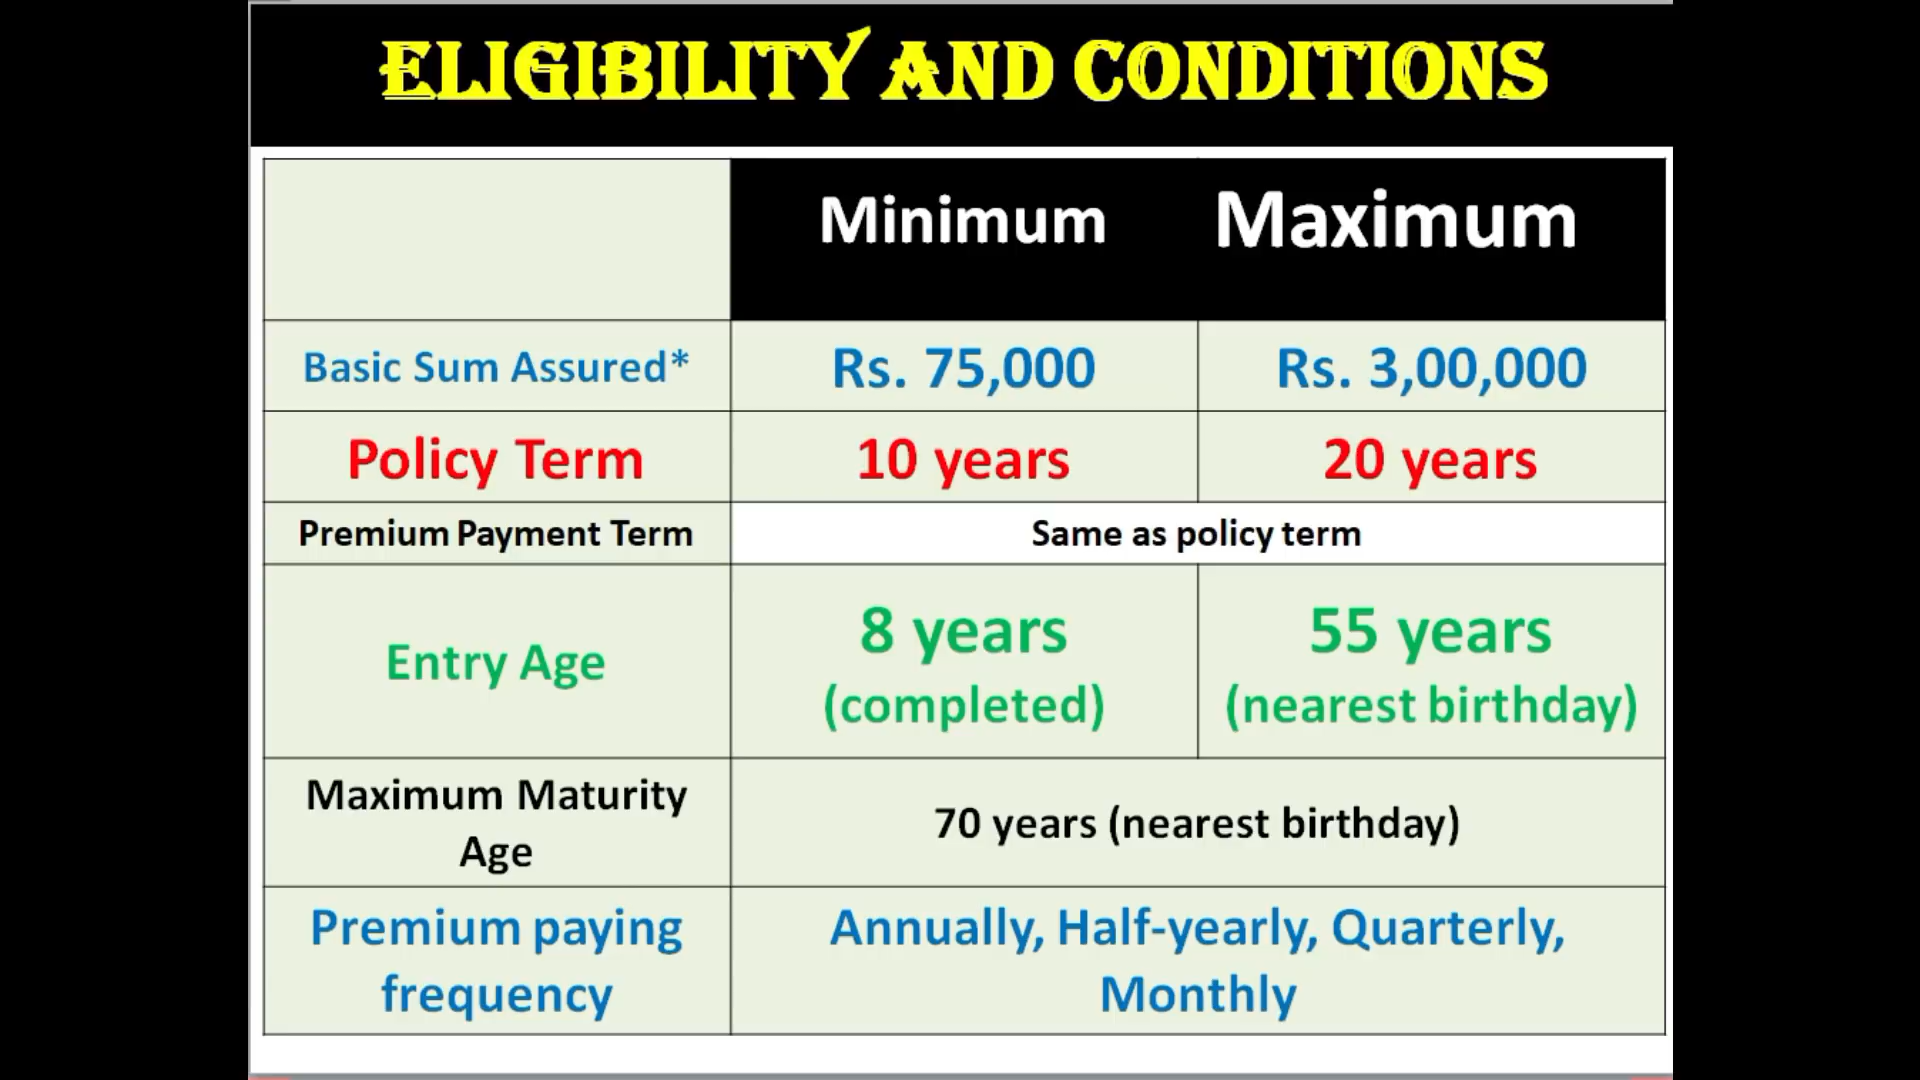 ELIGIBILITY AND CONDITIONS
Minimum Maximum
Basic Sum Assured* Rs. 75,000 Rs. 3,00,000
Policy Term 10 years 20 years
Premium Payment Term Same as policy term
Entry Age 8 years (completed) 55 years (nearest birthday)
Maximum Maturity Age 70 years (nearest birthday)
Premium paying frequency Annually, Half-yearly, Quarterly, Monthly